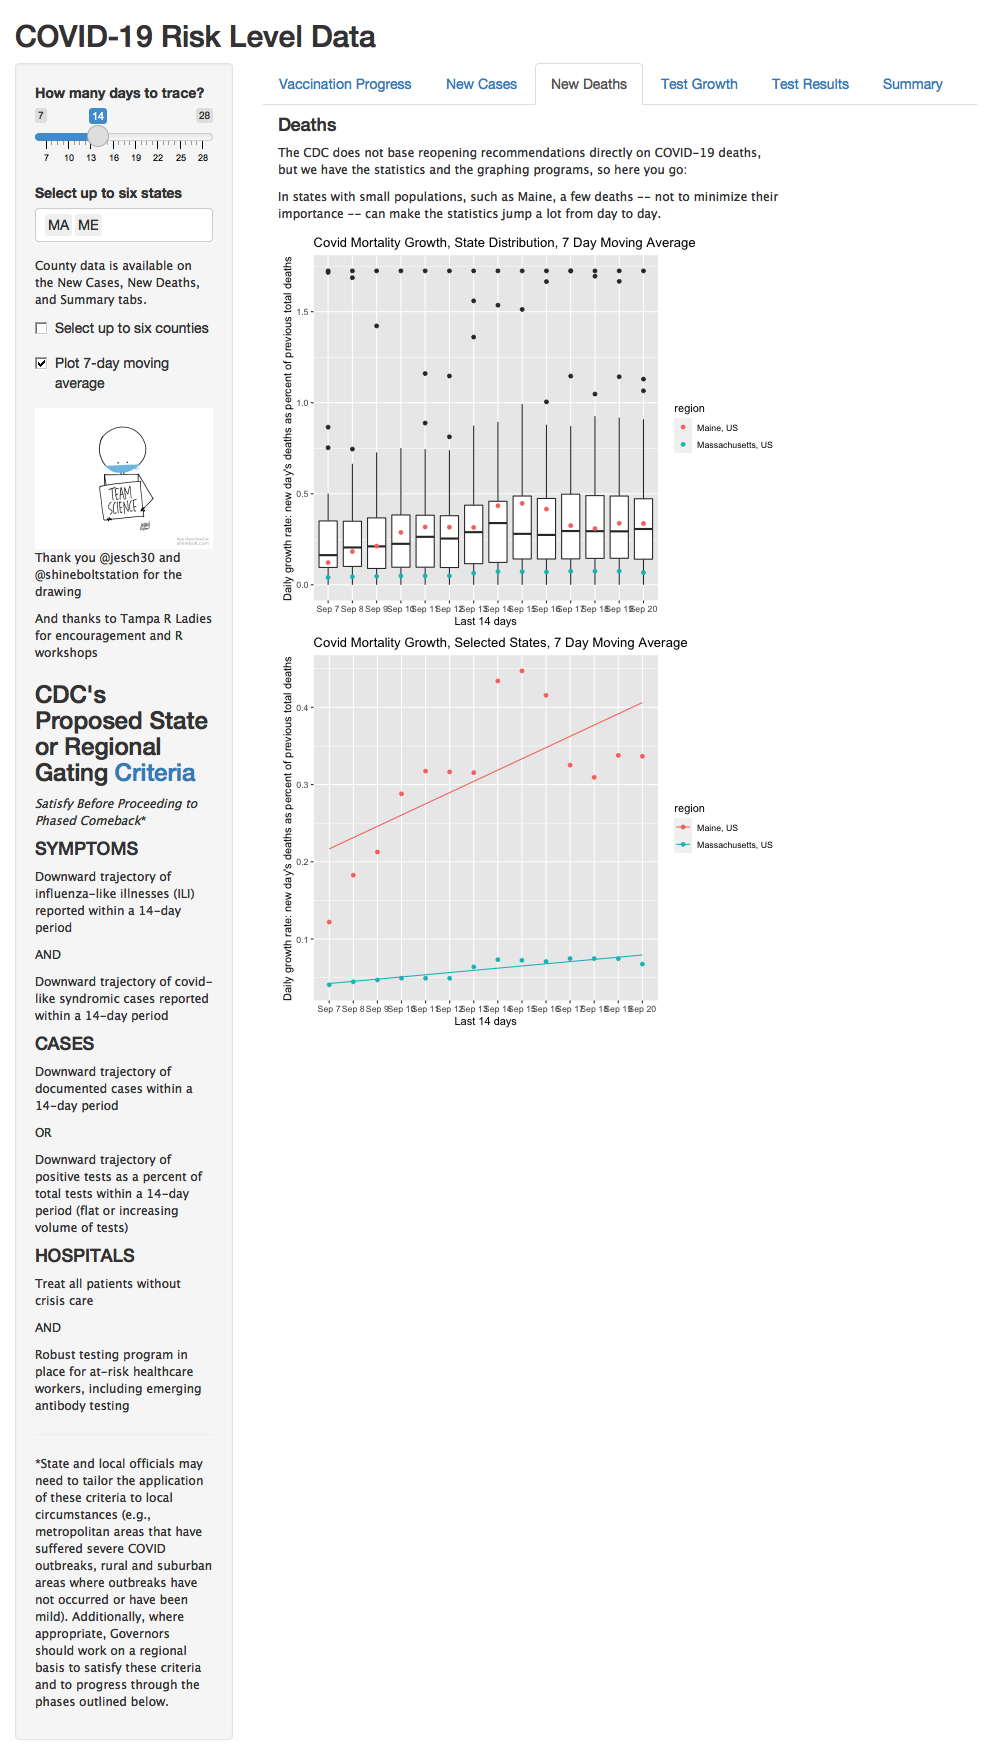 COVID-19 Risk Level Data
How many days to trace?
7 14 28
7 10 13 16 19 22 25 28
Select up to six states
MA ME
County data is available on
the New Cases, New Deaths,
and Summary tabs.
Select up to six counties
Plot 7-day moving
average
TEAM
SCIENCE
Thank you @jesch30 and
@shineboltstation for the
drawing
And thanks to Tampa R Ladies
for encouragement and R
workshops
CDC's
Proposed State
or Regional
Gating Criteria
Satisfy Before Proceeding to
Phased Comeback*
SYMPTOMS
Downward trajectory of
influenza-like illnesses (ILI)
reported within a 14-day
period
AND
Downward trajectory of covid-
like syndromic cases reported
within a 14-day period
CASES
Downward trajectory of
documented cases within a
14-day period
OR
Downward trajectory of
positive tests as a percent of
total tests within a 14-day
period (flat or increasing
volume of tests)
HOSPITALS
Treat all patients without
crisis care
AND
Robust testing program in
place for at-risk healthcare
workers, including emerging
antibody testing
*State and local officials may
need to tailor the application
of these criteria to local
circumstances (e.g.,
metropolitan areas that have
suffered severe COVID
outbreaks, rural and suburban
areas where outbreaks have
not occurred or have been
mild). Additionally, where
appropriate, Governors
should work on a regional
basis to satisfy these criteria
and to progress through the
phases outlined below.
Vaccination Progress New Cases New Deaths Test Growth Test Results Summary
Deaths
The CDC does not base reopening recommendations directly on COVID-19 deaths,
but we have the statistics and the graphing programs, so here you go:
In states with small populations, such as Maine, a few deaths -- not to minimize their
importance -- can make the statistics jump a lot from day to day.
Covid Mortality Growth, State Distribution, 7 Day Moving Average
Daily growth rate: new day's deaths as percent of previous total deaths
1.5
1.0
0.5
0.0
Sep 7 Sep 8 Sep 9 Sep 10 Sep 11 Sep 12 Sep 13 Sep 14 Sep 15 Sep 16 Sep 17 Sep 18 Sep 19 Sep 20
Last 14 days
region
Maine, US
Massachusetts, US
Covid Mortality Growth, Selected States, 7 Day Moving Average
Daily growth rate: new day's deaths as percent of previous total deaths
0.4
0.3
0.2
0.1
Sep 7 Sep 8 Sep 9 Sep 10 Sep 11 Sep 12 Sep 13 Sep 14 Sep 15 Sep 16 Sep 17 Sep 18 Sep 19 Sep 20
Last 14 days
region
Maine, US
Massachusetts, US